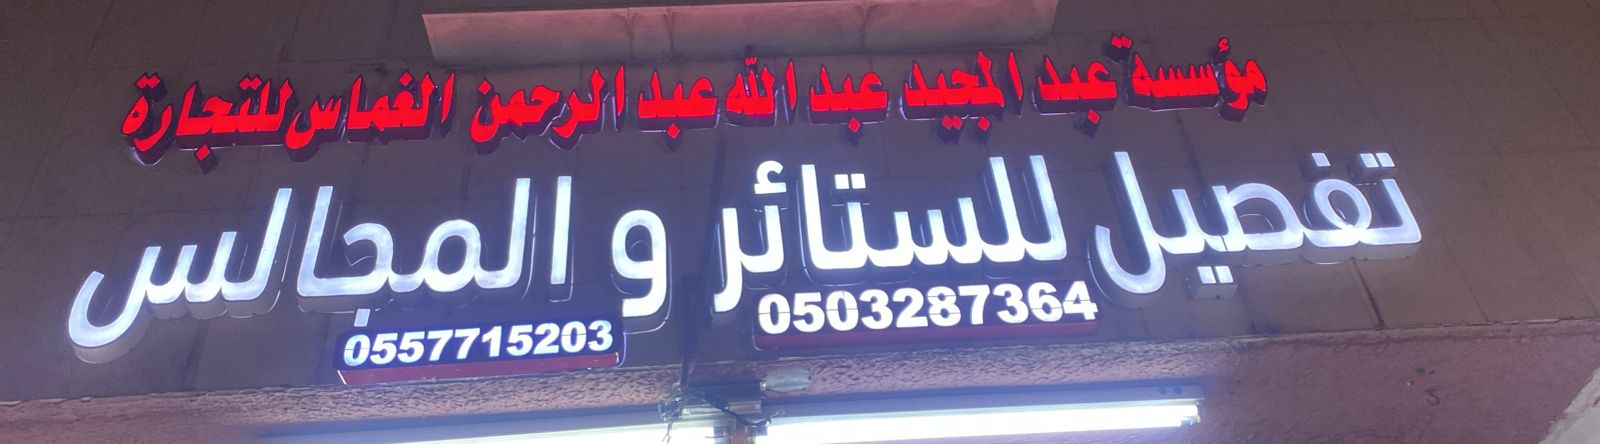 مؤسسة عبد المجيد عبد الله عبد الرحمن الغماس للتجارة
تفصيل للستائر و المجالس
0503287364
0557715203